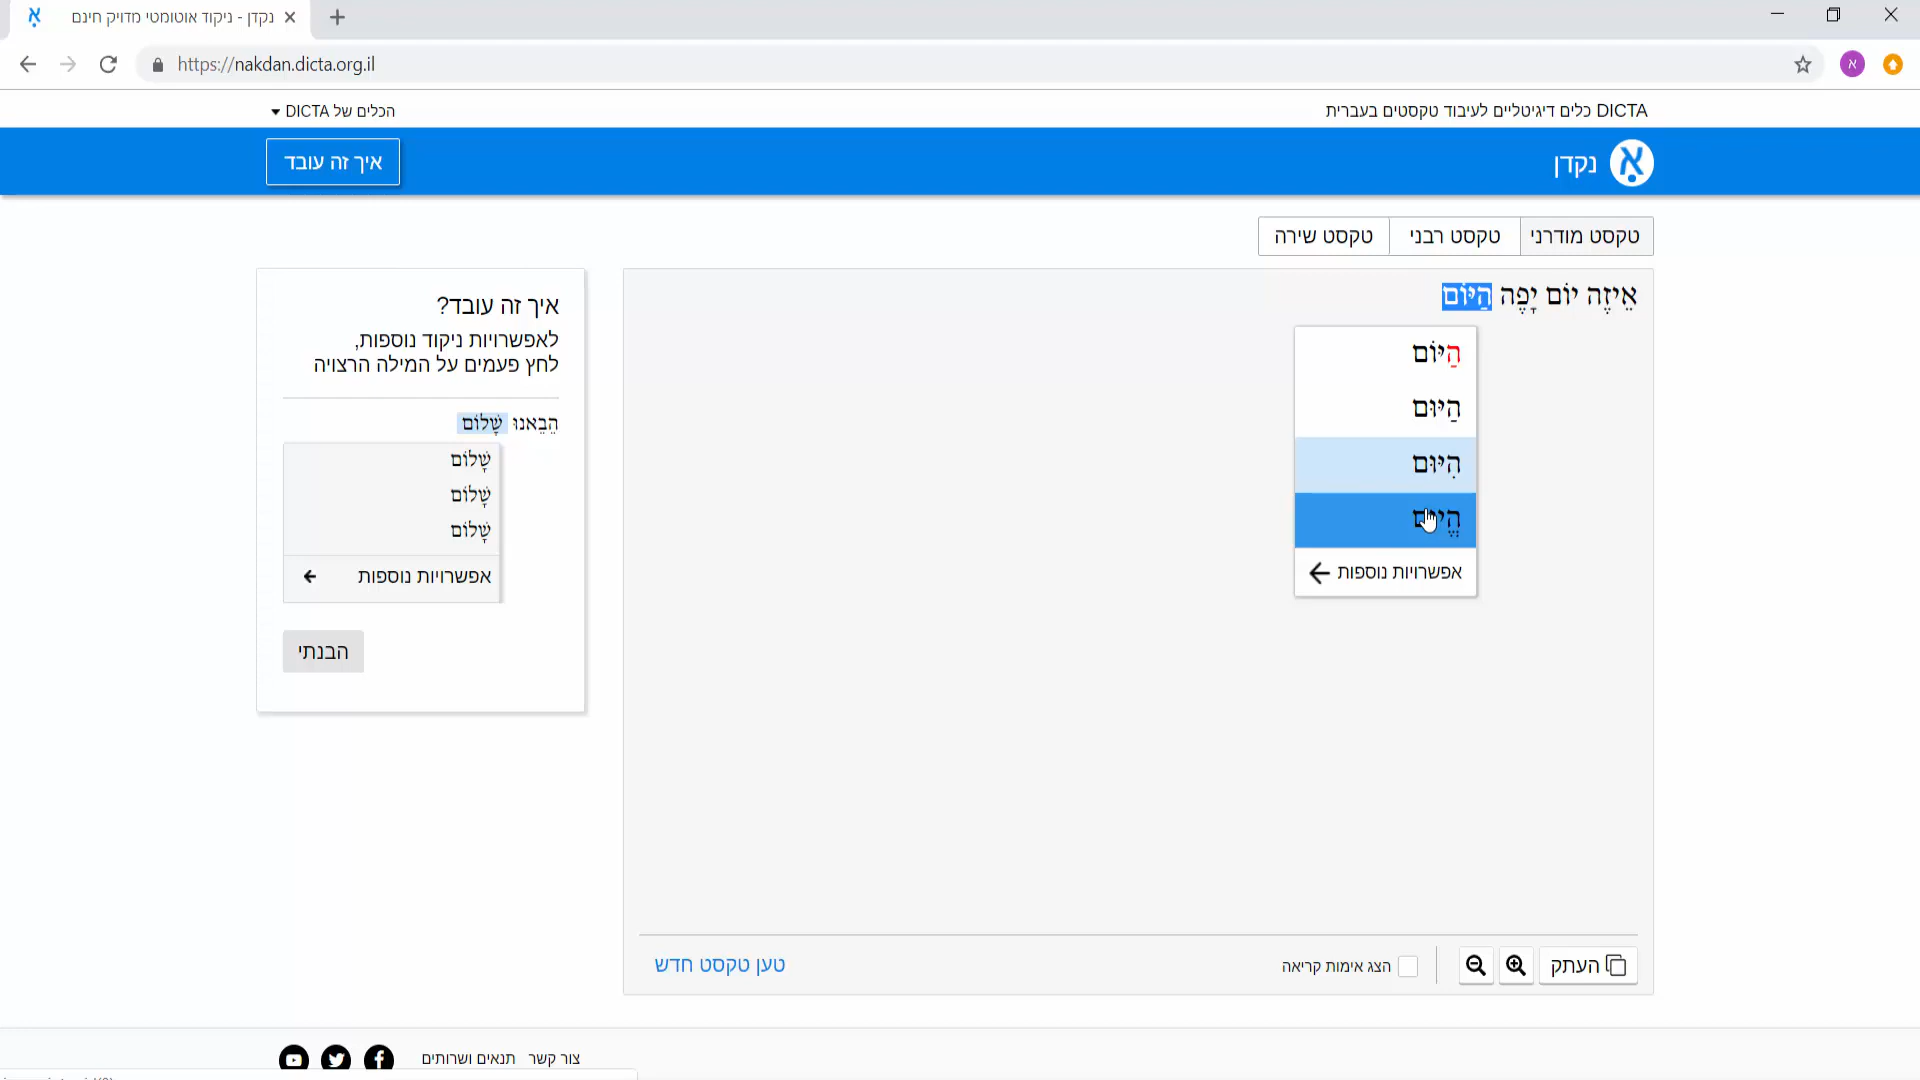 נקדן - ניקוד אוטומטי מדויק חינם
https://nakdan.dicta.org.il
א
DICTA כלים דיגיטליים לעיבוד טקסטים בעברית
הכלים של DICTA
נקדן
איך זה עובד
טקסט מודרני
טקסט רבני
טקסט שירה
אֵיזֶה יוֹם יָפֶה הַיּוֹם
הַיּוֹם
הַיּוּם
הִיּוּם
אפשרויות נוספות
איך זה עובד?
לאפשרויות ניקוד נוספות,
לחץ פעמים על המילה הרצויה
הֵבֵאנוּ שָׁלוֹם
שָׁלוֹם
שָׁלוֹם
שָׁלוֹם
אפשרויות נוספות
הבנתי
העתק
הצג אימות קריאה
טען טקסט חדש
צור קשר
תנאים ושרותים